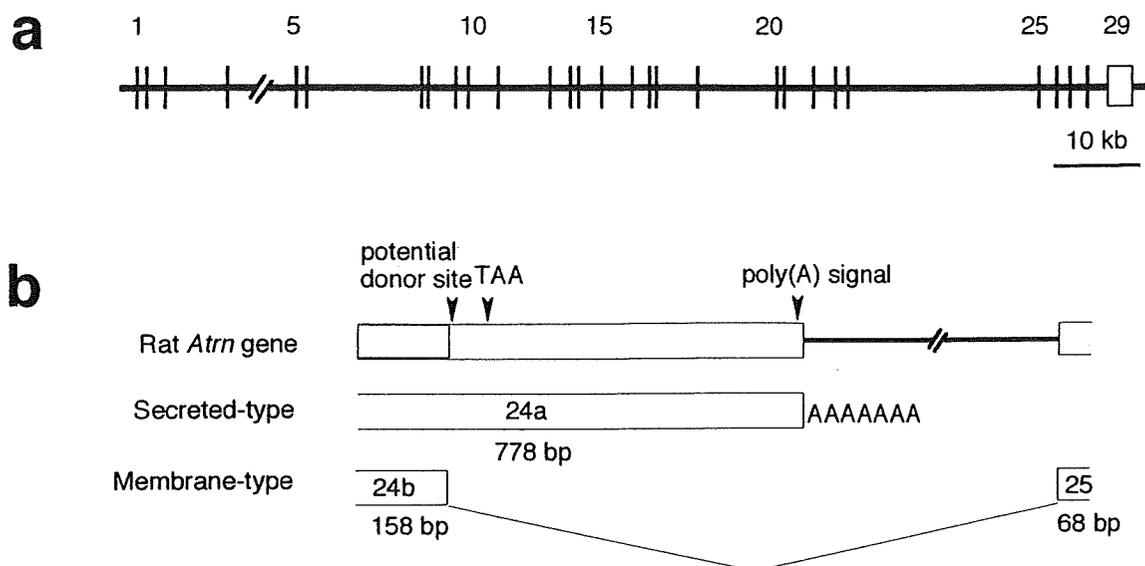 a
1 5 10 15 20 25 29
10 kb
b
potential
donor site TAA poly(A) signal
Rat Atrn gene
Secreted-type 24a AAAAAAA
778 bp
Membrane-type 24b 25
158 bp 68 bp